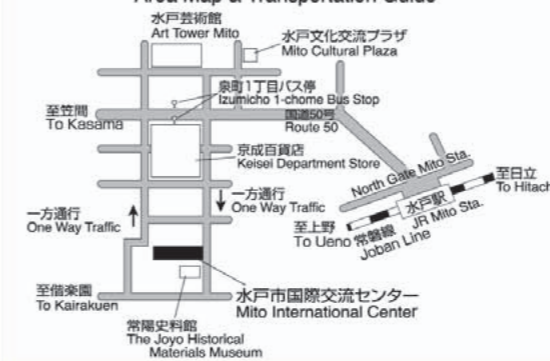 Area Map & Transportation Guide
水戸芸術館
Art Tower Mito
水戸文化交流プラザ
Mito Cultural Plaza
泉町1丁目バス停
Izumicho 1-chome Bus Stop
至笠間
To Kasama
国道50号
Route 50
京成百貨店
Keisei Department Store
North Gate Mito Sta.
至日立
To Hitach
水戸駅
JR Mito Sta.
一方通行
One Way Traffic
一方通行
One Way Traffic
至上野
To Ueno
常磐線
Joban Line
至偕楽園
To Kairakuen
水戸市国際交流センター
Mito International Center
常陽史料館
The Joyo Historical
Materials Museum